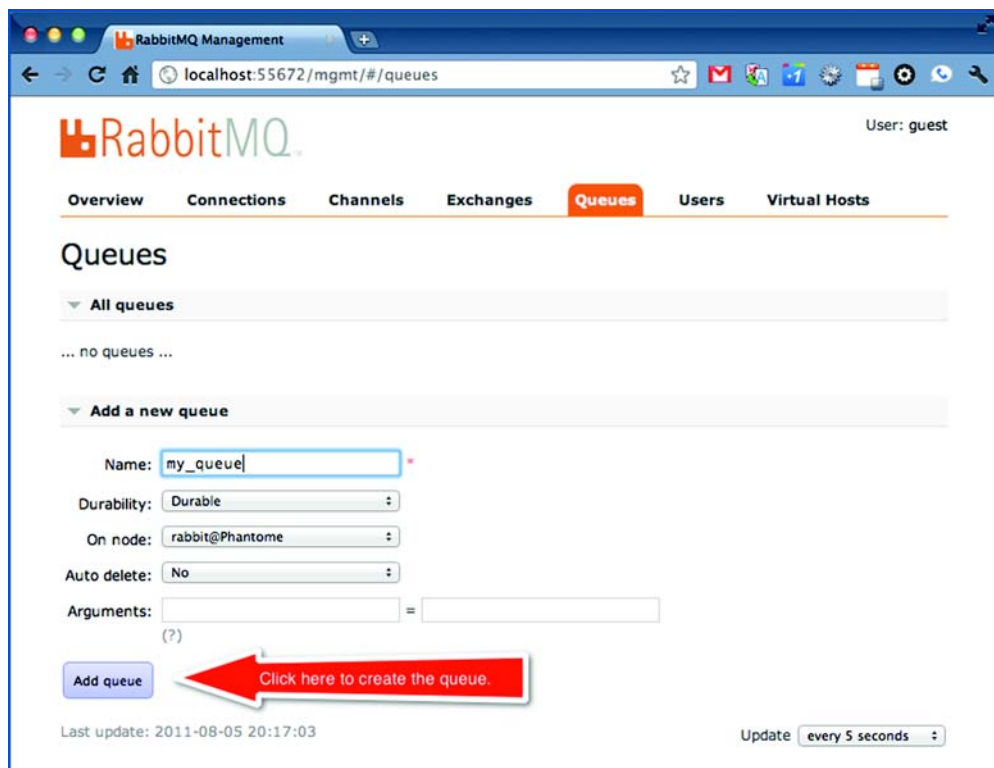 RabbitMQ Management
localhost:55672/mgmt/#/queues
RabbitMQ
User: guest
Overview Connections Channels Exchanges Queues Users Virtual Hosts
Queues
All queues
... no queues ...
Add a new queue
Name: my_queue *
Durability: Durable
On node: rabbit@Phantome
Auto delete: No
Arguments: =
(?)
Add queue
Click here to create the queue.
Last update: 2011-08-05 20:17:03
Update every 5 seconds